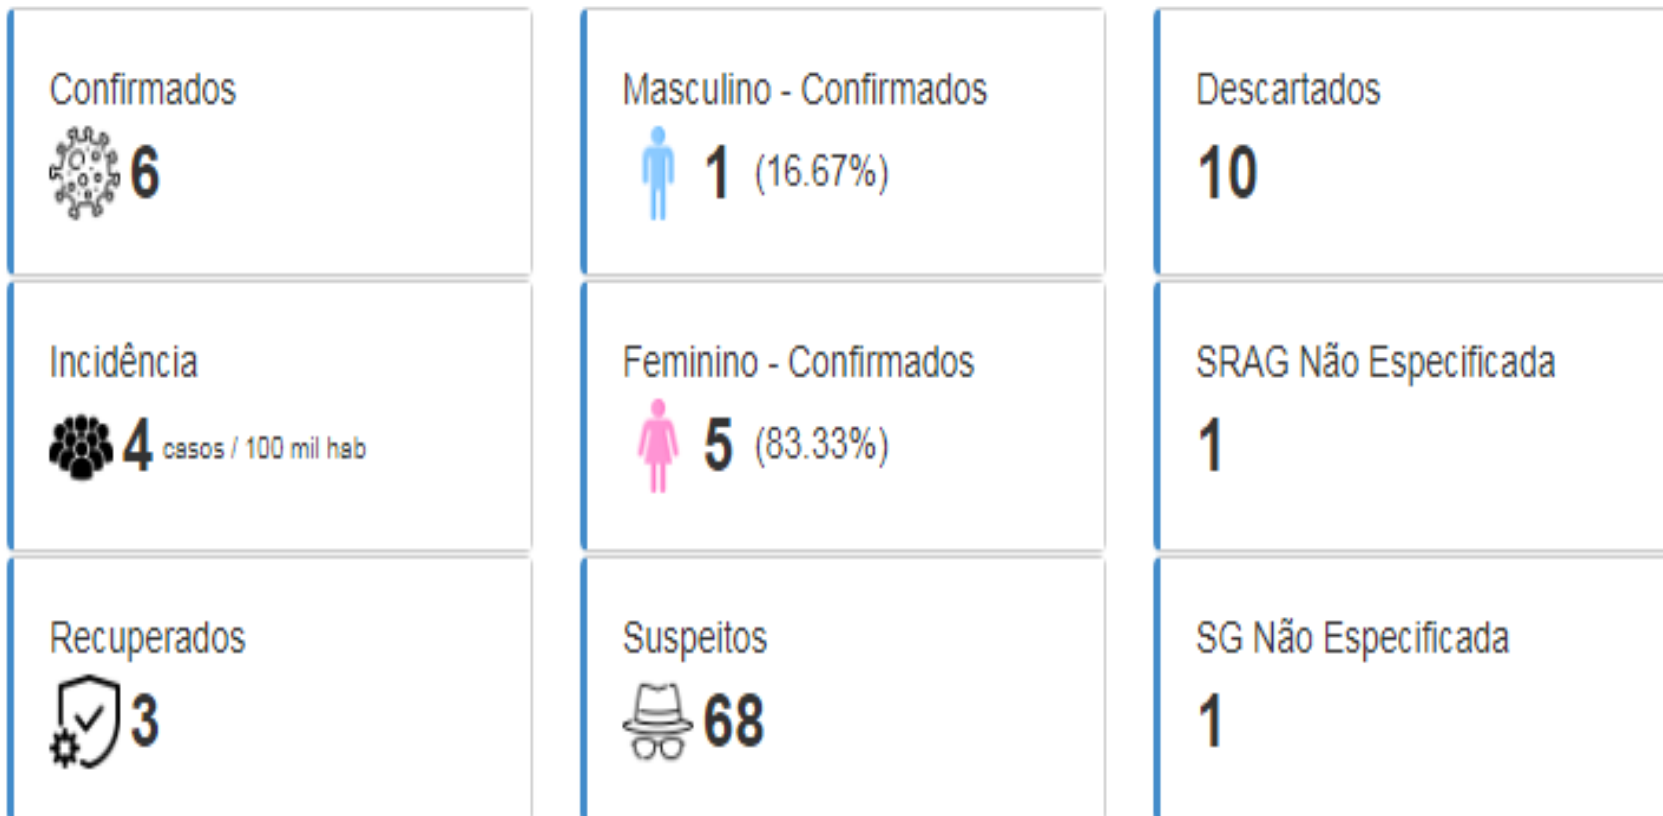 Confirmados
6
Masculino - Confirmados
1 (16.67%)
Descartados
10
Incidência
4 casos / 100 mil hab
Feminino - Confirmados
5 (83.33%)
SRAG Não Especificada
1
Recuperados
3
Suspeitos
68
SG Não Especificada
1